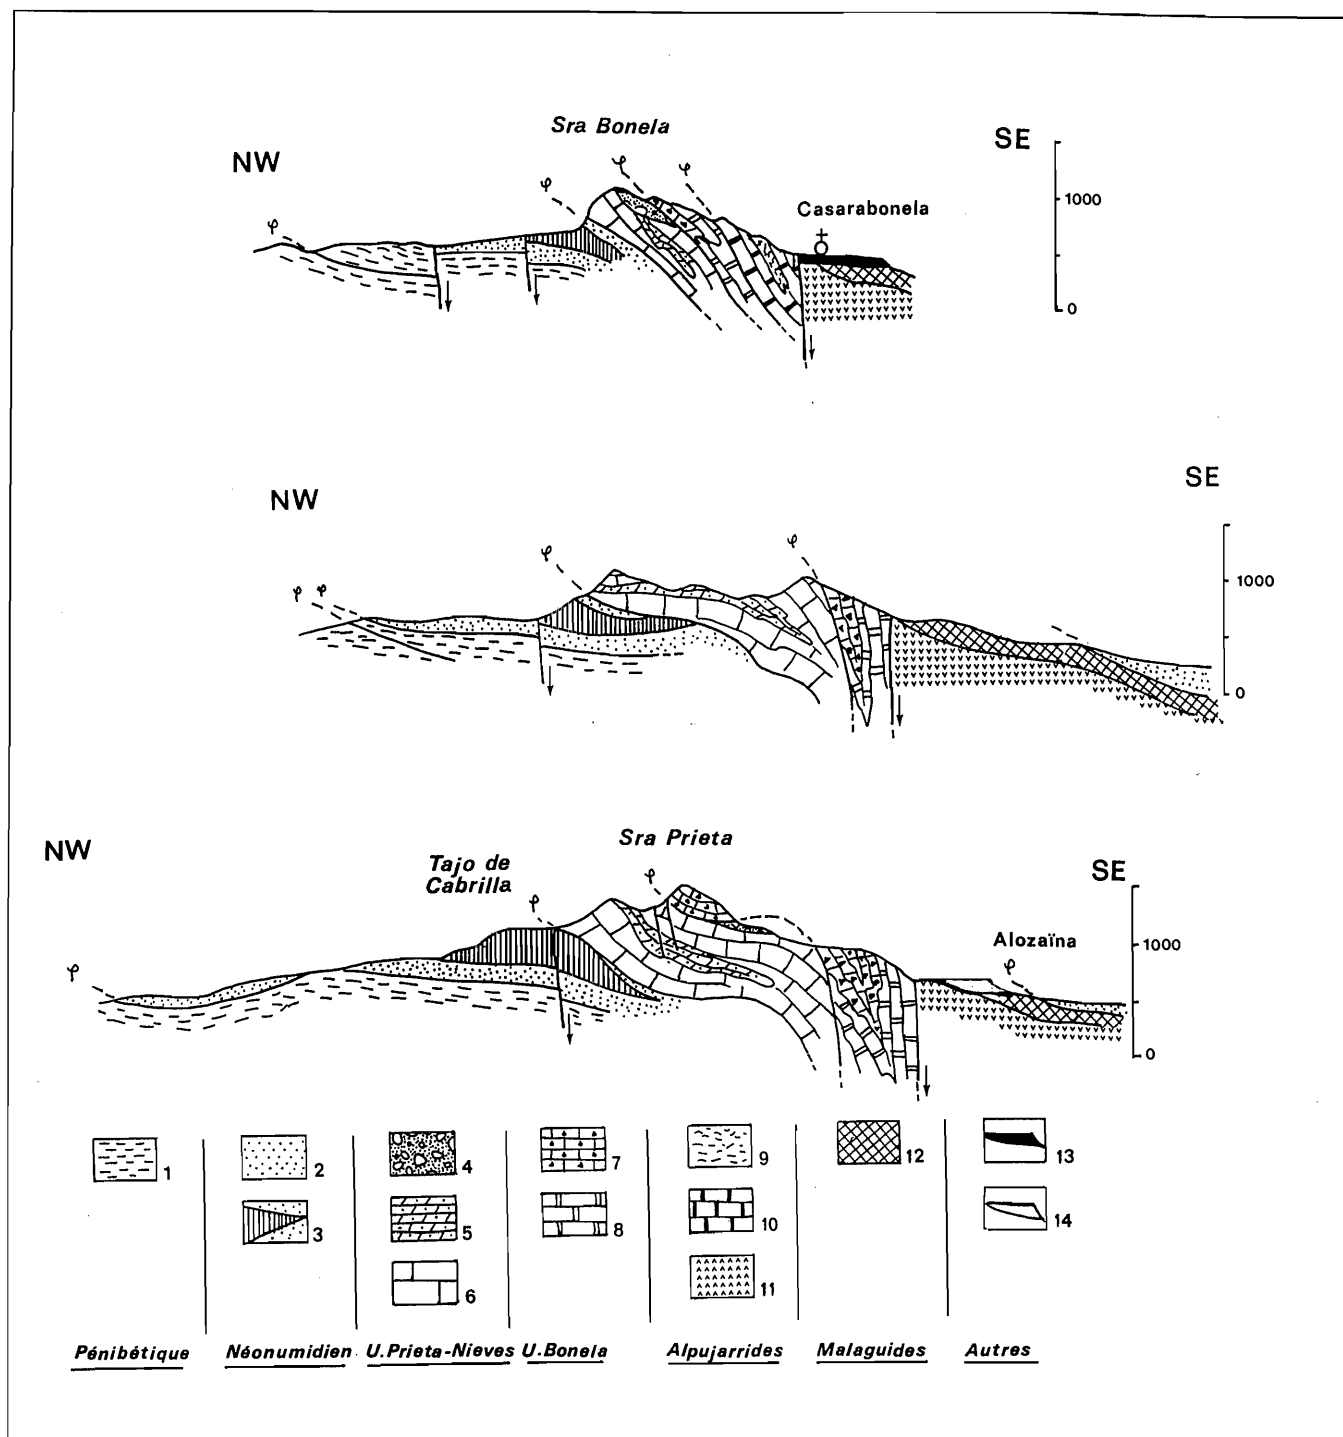 Sra Bonela
NW
SE
φ
φ
φ
φ
1000
Casarabonela
0
NW
SE
φ
φ
φ φ
1000
0
Sra Prieta
NW
Tajo de
Cabrilla
SE
φ
φ
Alozaïna
1000
φ
φ
0
1
2
4
7
9
12
13
3
5
8
10
14
6
11
Pénibétique
Néonumidien
U.Prieta-Nieves
U.Bonela
Alpujarrides
Malaguides
Autres